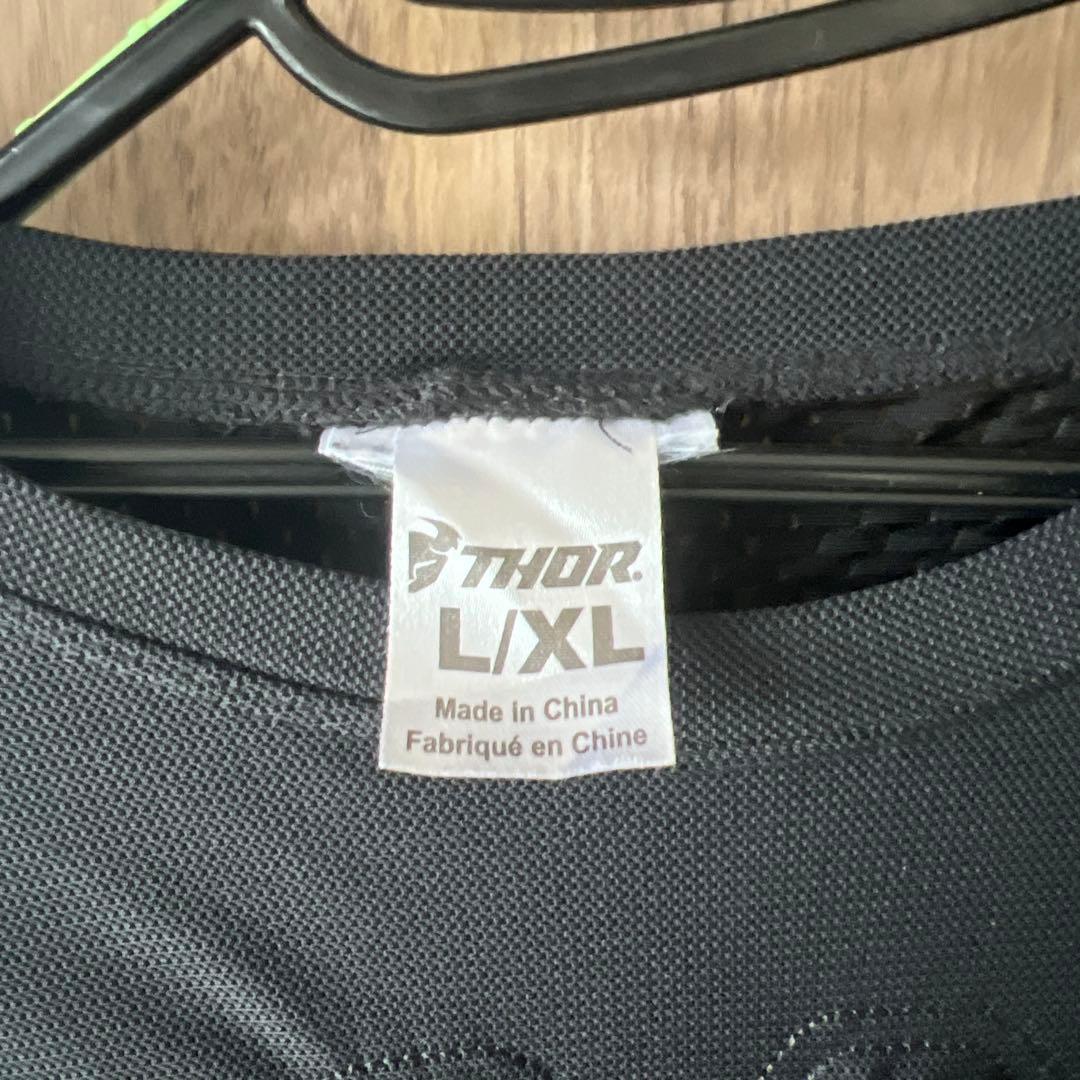 THOR.
L/XL
Made in China
Fabriqué en Chine